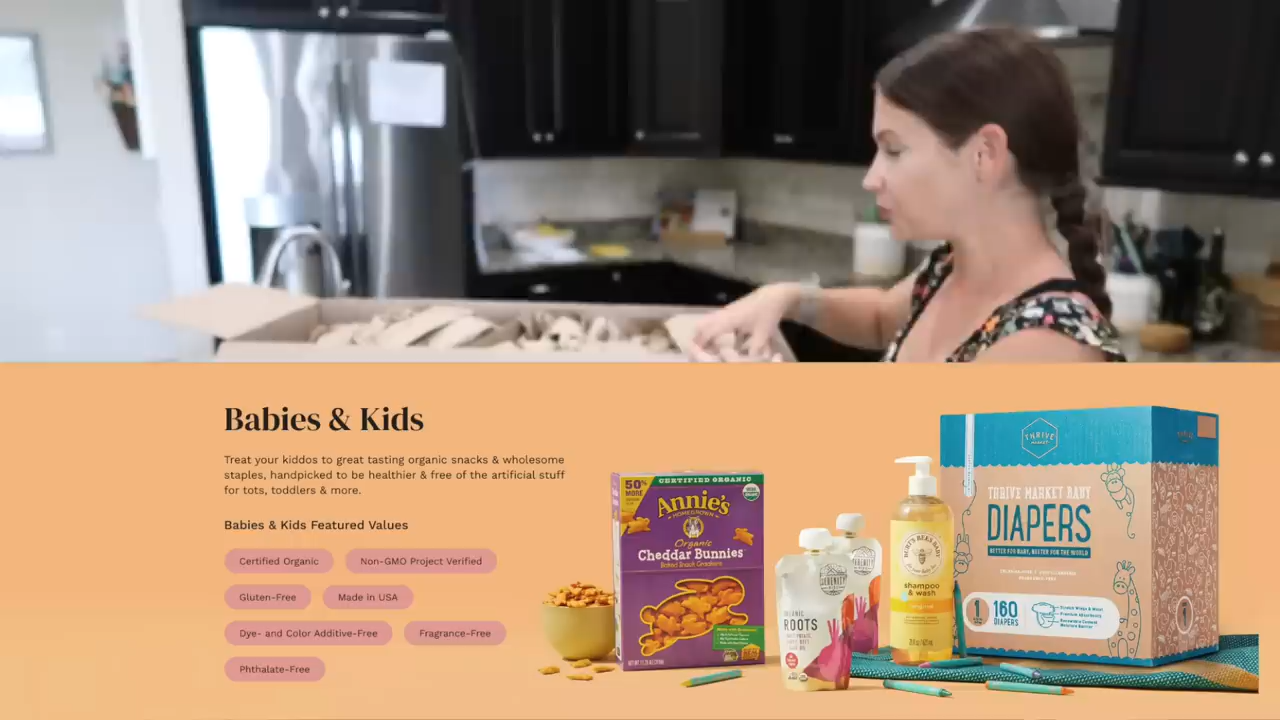 Babies & Kids
Treat your kiddos to great tasting organic snacks & wholesome
staples, handpicked to be healthier & free of the artificial stuff
for tots, toddlers & more.
Babies & Kids Featured Values
Certified Organic
Non-GMO Project Verified
Gluten-Free
Made in USA
Dye- and Color Additive-Free
Fragrance-Free
Phthalate-Free
50%
MORE
CERTIFIED ORGANIC
Annie's
HOMEGROWN
Organic
Cheddar Bunnies
Baked Snack Crackers
ORGANIC
ROOTS
SERENITY
KIDS
BURT'S BEES BABY
shampoo
& wash
original
THRIVE
MARKET
THRIVE MARKET BABY
DIAPERS
BETTER FOR BABY, BETTER FOR THE WORLD
1
160
DIAPERS
1